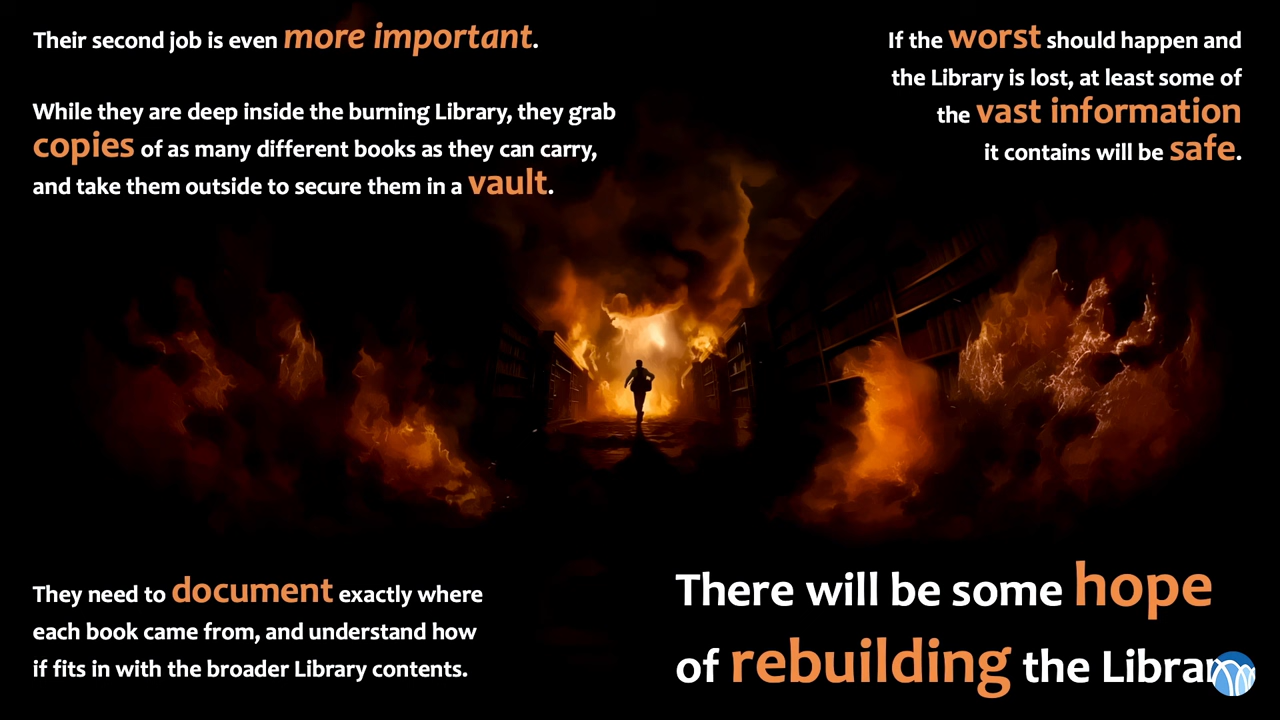 Their second job is even more important.
While they are deep inside the burning Library, they grab
copies of as many different books as they can carry,
and take them outside to secure them in a vault.
If the worst should happen and
the Library is lost, at least some of
the vast information
it contains will be safe.
They need to document exactly where
each book came from, and understand how
if fits in with the broader Library contents.
There will be some hope
of rebuilding the Librar